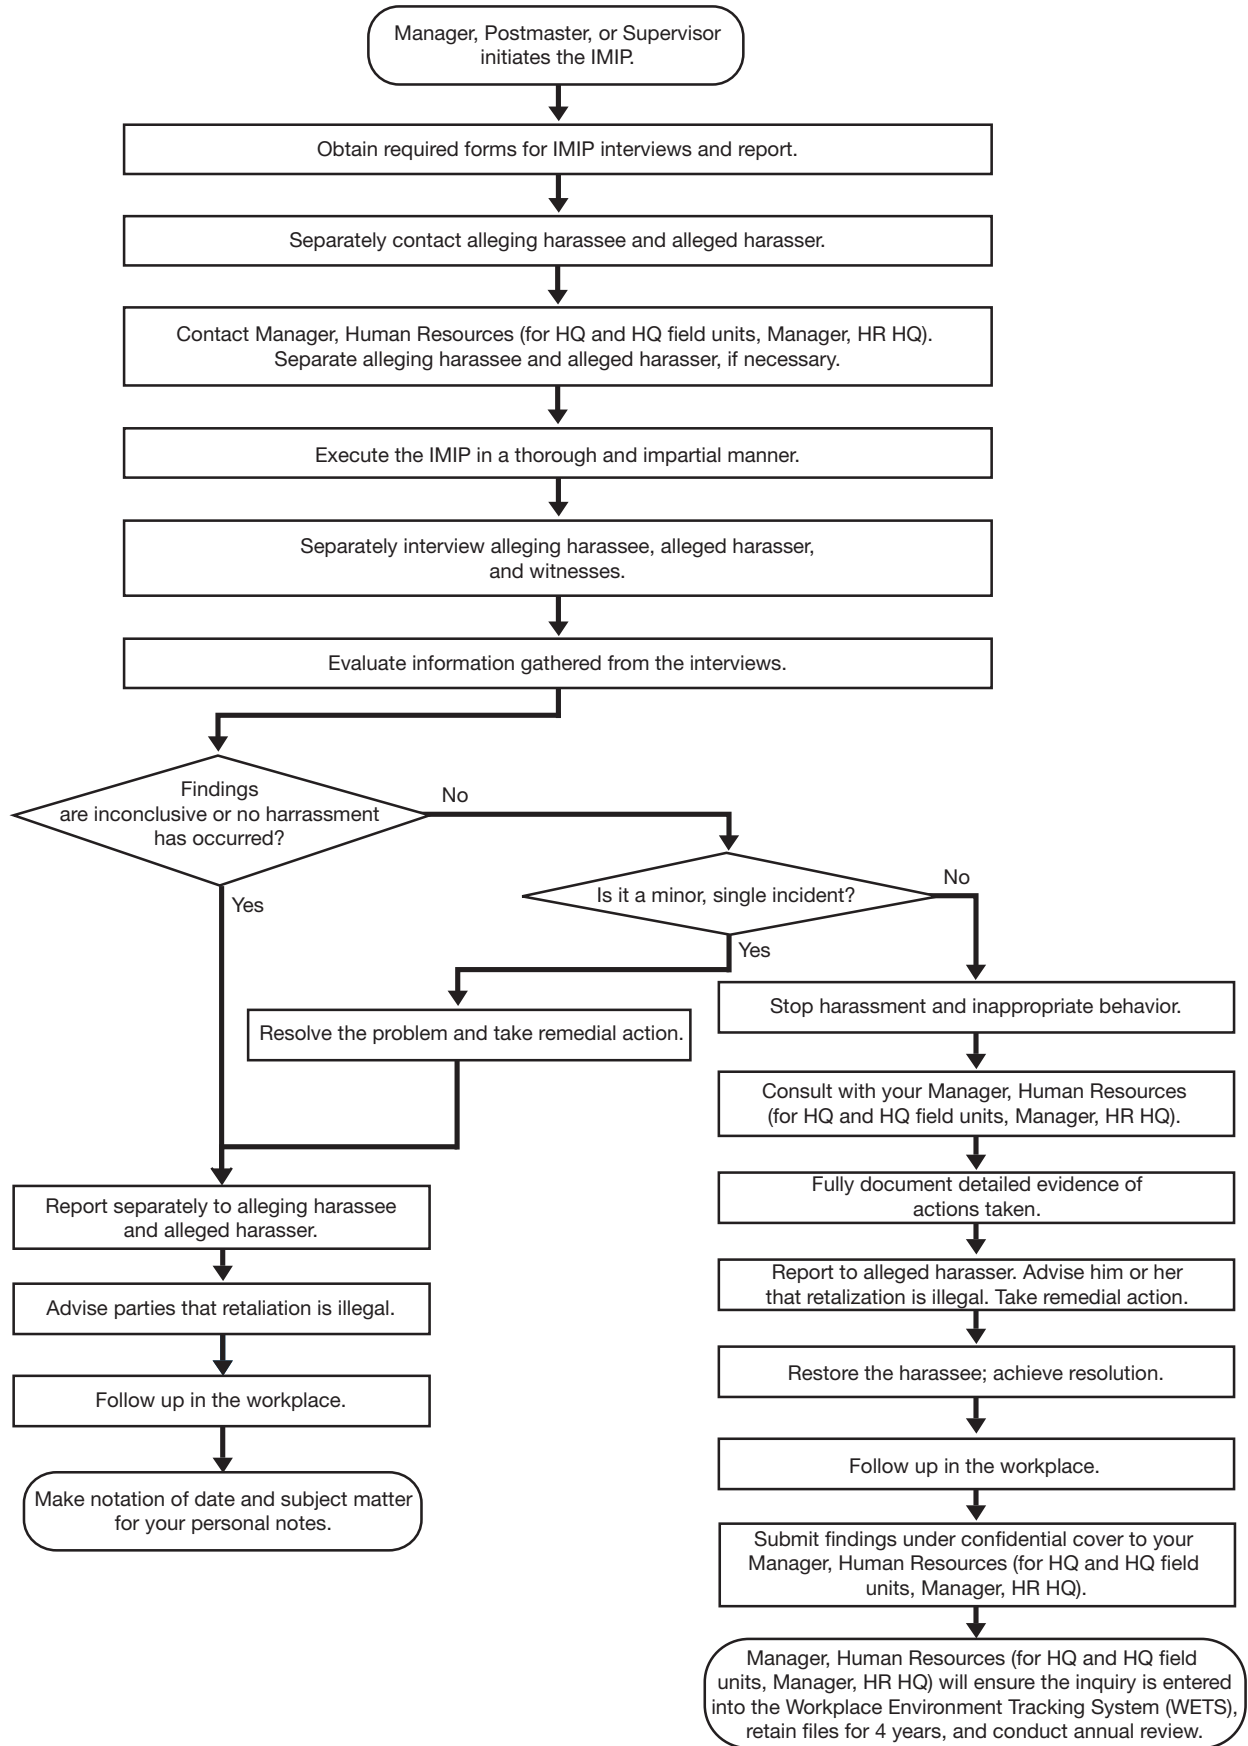 Manager, Postmaster, or Supervisor
initiates the IMIP.
Obtain required forms for IMIP interviews and report.
Separately contact alleging harassee and alleged harasser.
Contact Manager, Human Resources (for HQ and HQ field units, Manager, HR HQ).
Separate alleging harassee and alleged harasser, if necessary.
Execute the IMIP in a thorough and impartial manner.
Separately interview alleging harassee, alleged harasser,
and witnesses.
Evaluate information gathered from the interviews.
Findings
are inconclusive or no harrassment
has occurred?
No
Yes
Is it a minor, single incident?
No
Yes
Resolve the problem and take remedial action.
Report separately to alleging harassee
and alleged harasser.
Advise parties that retaliation is illegal.
Follow up in the workplace.
Make notation of date and subject matter
for your personal notes.
Stop harassment and inappropriate behavior.
Consult with your Manager, Human Resources
(for HQ and HQ field units, Manager, HR HQ).
Fully document detailed evidence of
actions taken.
Report to alleged harasser. Advise him or her
that retalization is illegal. Take remedial action.
Restore the harassee; achieve resolution.
Follow up in the workplace.
Submit findings under confidential cover to your
Manager, Human Resources (for HQ and HQ field
units, Manager, HR HQ).
Manager, Human Resources (for HQ and HQ field
units, Manager, HR HQ) will ensure the inquiry is entered
into the Workplace Environment Tracking System (WETS),
retain files for 4 years, and conduct annual review.